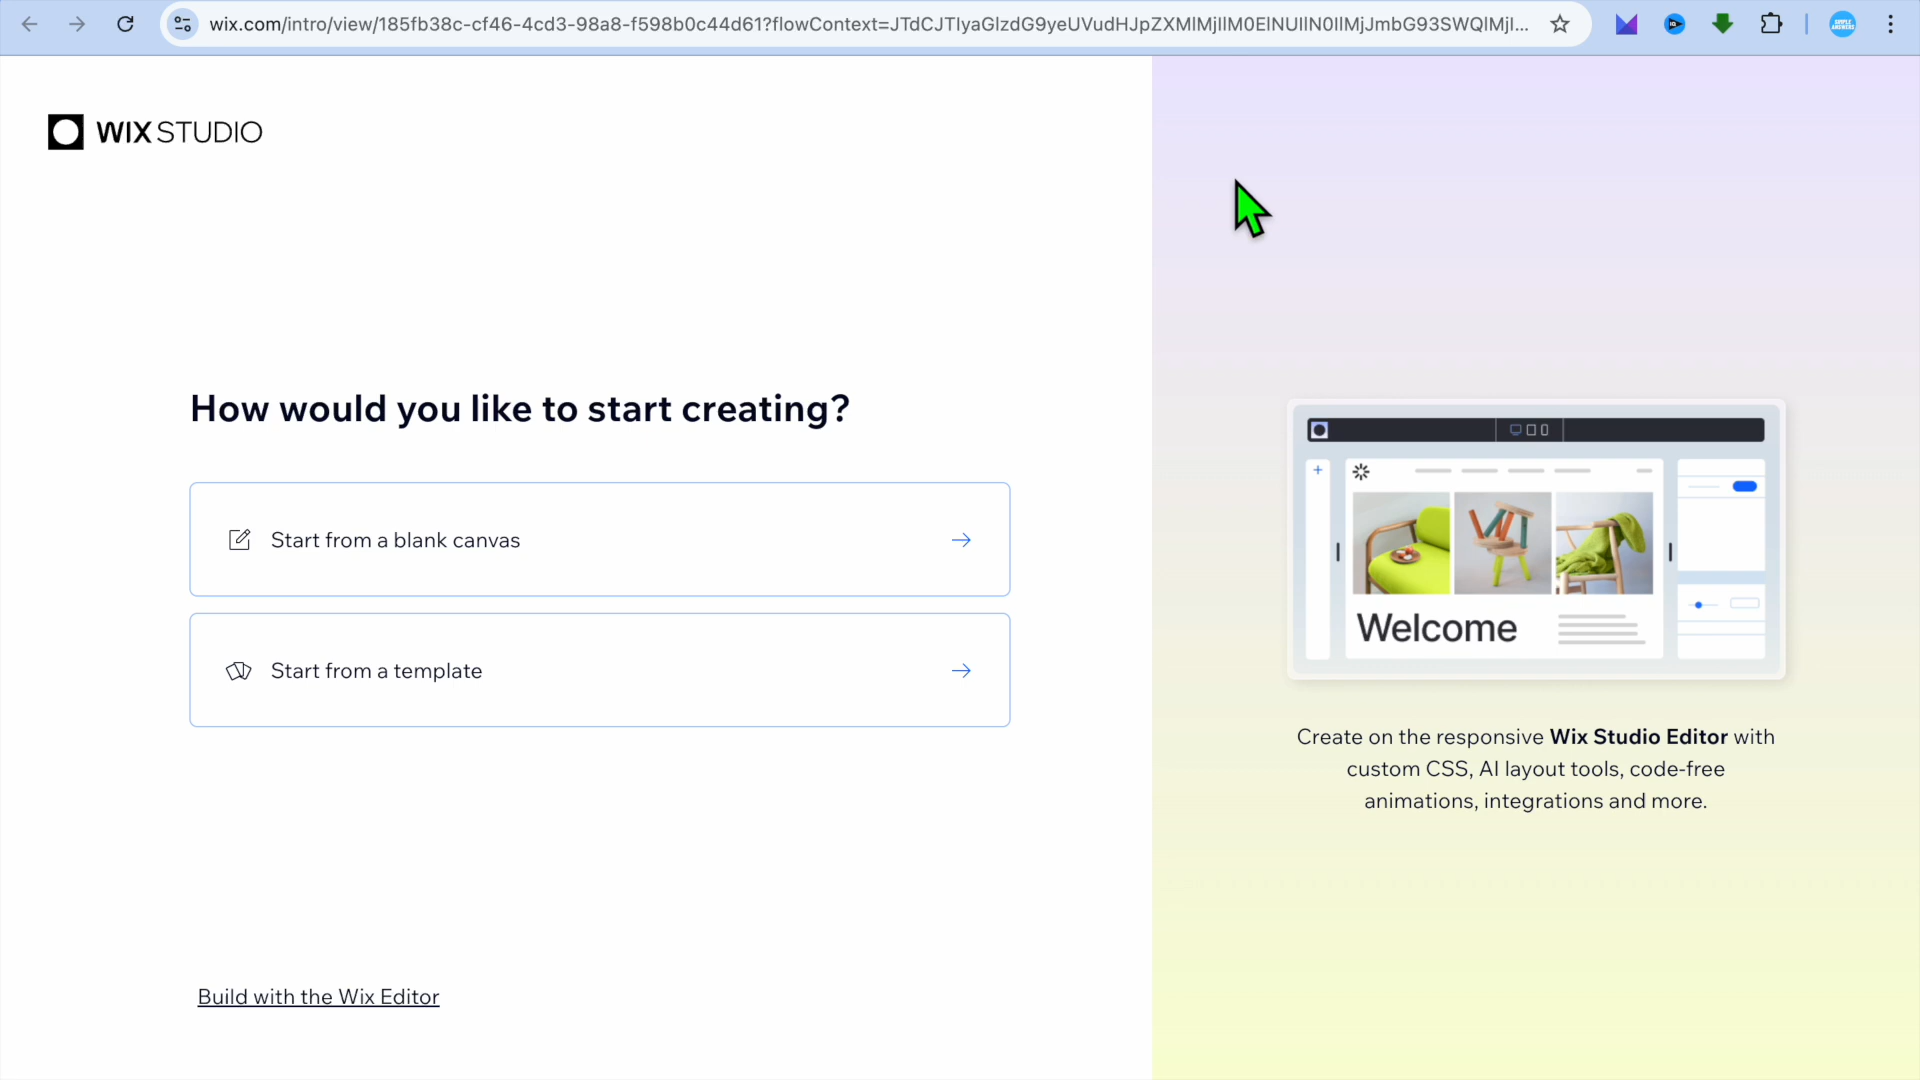 wix.com/intro/view/185fb38c-cf46-4cd3-98a8-f598b0c44d61?flowContext=
WIX STUDIO
How would you like to start creating?
Start from a blank canvas
Start from a template
Build with the Wix Editor
Welcome
Create on the responsive Wix Studio Editor with
custom CSS, AI layout tools, code-free
animations, integrations and more.
SIMPLE
ANSWERS